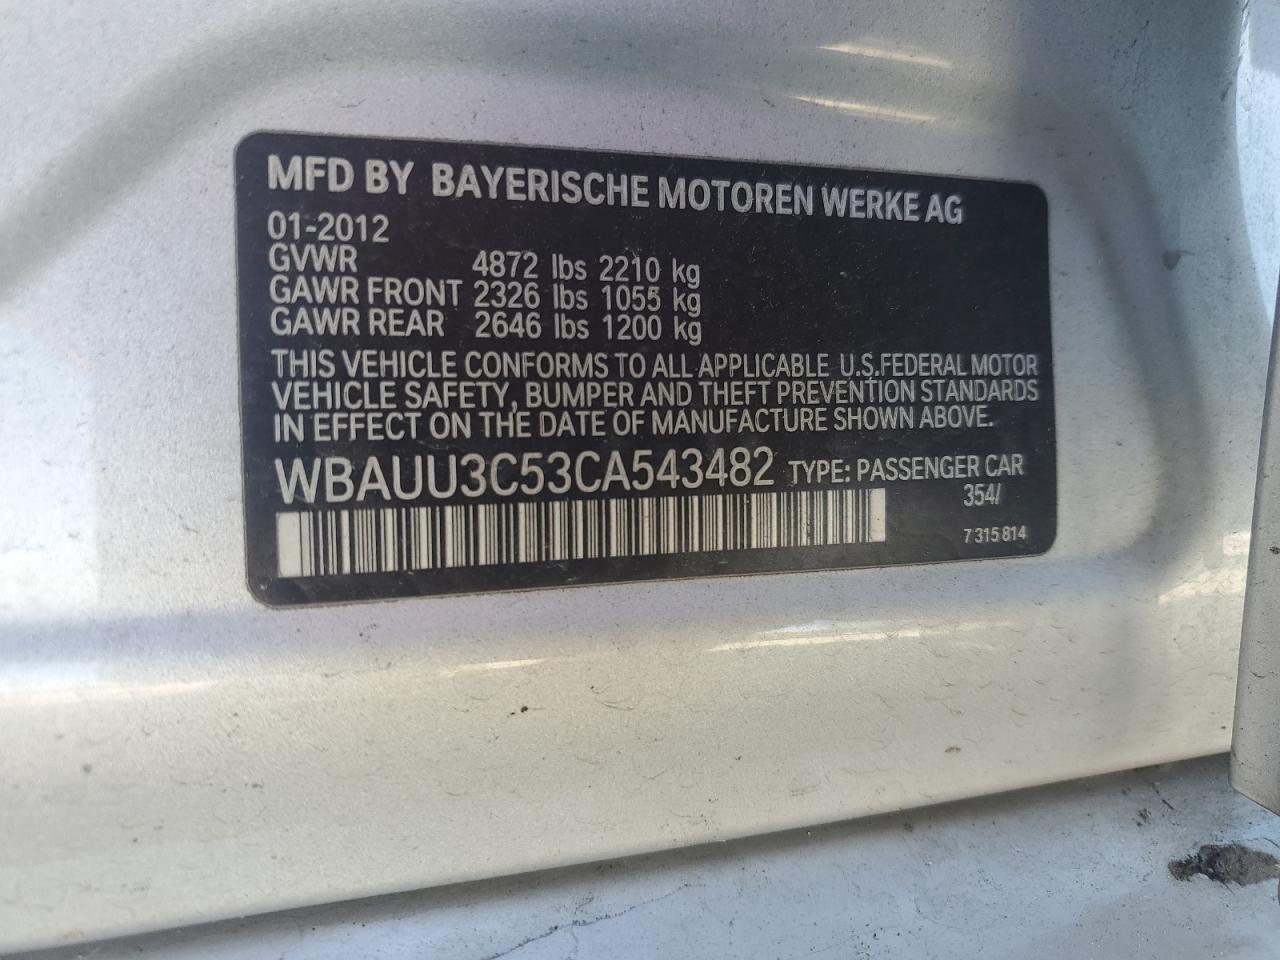 MFD BY BAYERISCHE MOTOREN WERKE AG
01-2012
GVWR 4872 lbs 2210 kg
GAWR FRONT 2326 lbs 1055 kg
GAWR REAR 2646 lbs 1200 kg
THIS VEHICLE CONFORMS TO ALL APPLICABLE U.S.FEDERAL MOTOR
VEHICLE SAFETY, BUMPER AND THEFT PREVENTION STANDARDS
IN EFFECT ON THE DATE OF MANUFACTURE SHOWN ABOVE.
WBAUU3C53CA543482 TYPE: PASSENGER CAR
354/
7 315 814